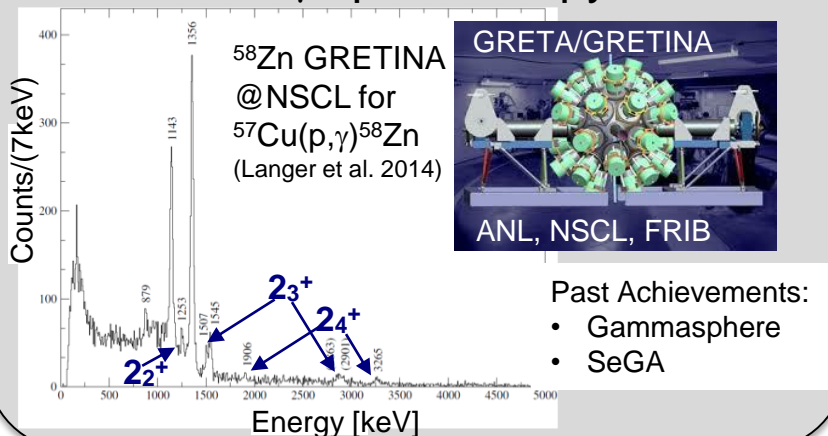 400
300
200
100
0
Counts/(7keV)
0
500
1000
1500
2000
2500
3000
3500
4000
4500
5000
Energy [keV]
879
1143
1253
1356
1507
1545
1906
(2901)
3265
2₂⁺
2₃⁺
2₄⁺
⁵⁸Zn GRETINA
@NSCL for
⁵⁷Cu(p,γ)⁵⁸Zn
(Langer et al. 2014)
GRETA/GRETINA
ANL, NSCL, FRIB
Past Achievements:
• Gammasphere
• SeGA